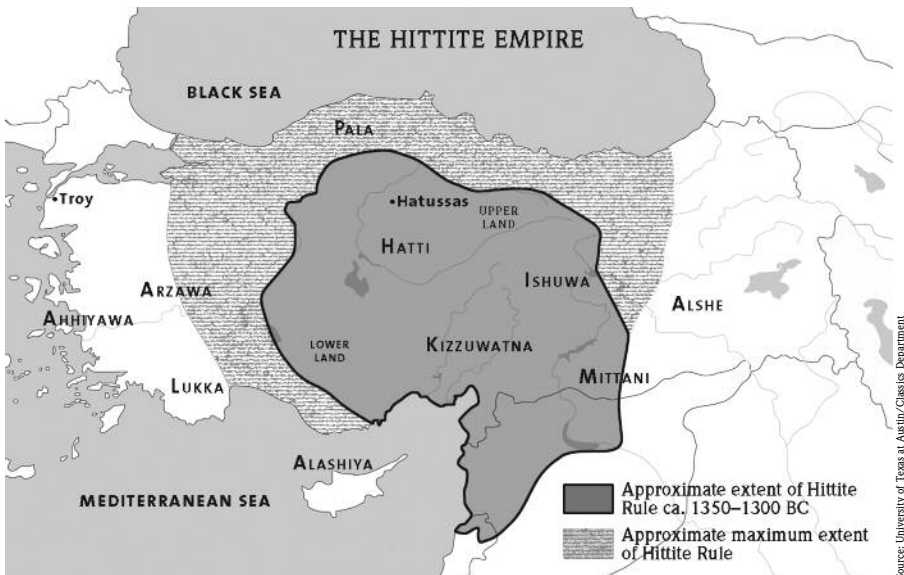 THE HITTITE EMPIRE
BLACK SEA
PALA
•Troy
•Hatussas
UPPER
LAND
HATTI
ISHUWA
ARZAWA
ALSHE
AHHIYAWA
LOWER
LAND
KIZZUWATNA
MITTANI
LUKKA
ALASHIYA
MEDITERRANEAN SEA
Approximate extent of Hittite
Rule ca. 1350–1300 BC
Approximate maximum extent
of Hittite Rule
Source: University of Texas at Austin/Classics Department